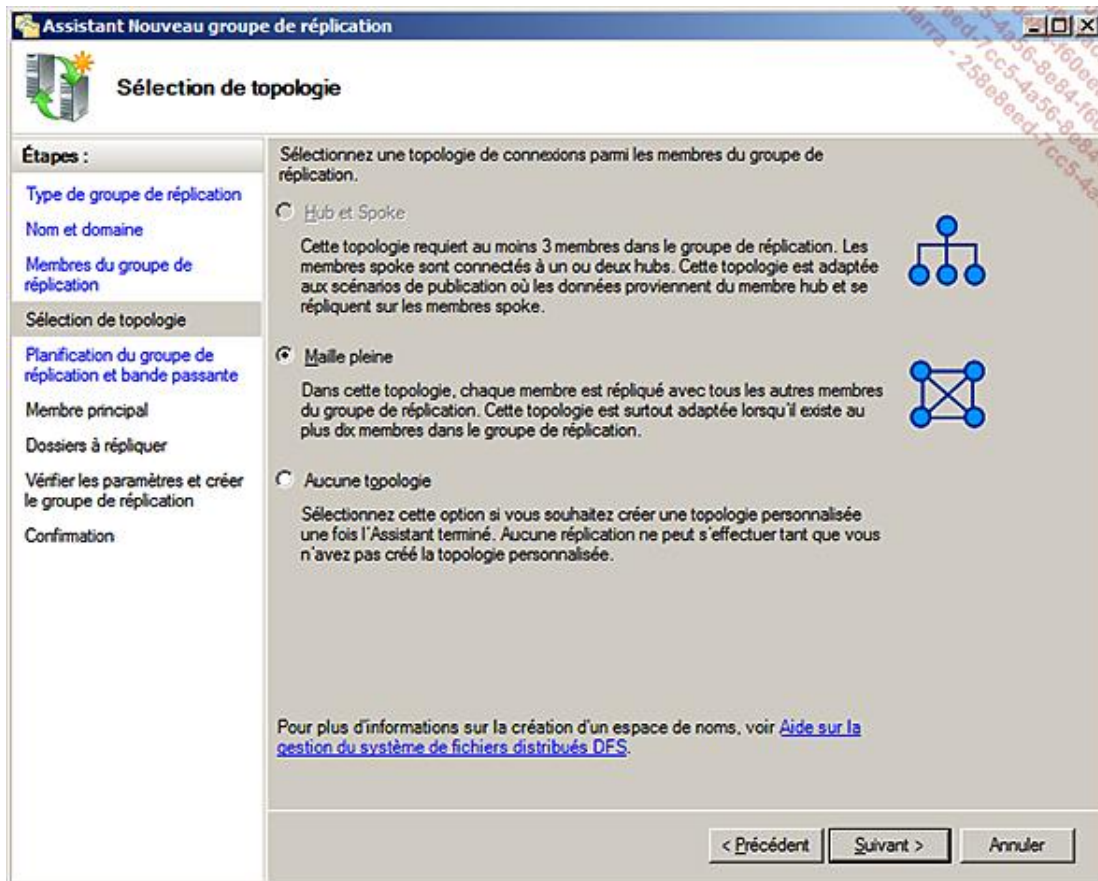 Assistant Nouveau groupe de réplication
Sélection de topologie
Étapes :
Type de groupe de réplication
Nom et domaine
Membres du groupe de
réplication
Sélection de topologie
Planification du groupe de
réplication et bande passante
Membre principal
Dossiers à répliquer
Vérifier les paramètres et créer
le groupe de réplication
Confirmation
Sélectionnez une topologie de connexions parmi les membres du groupe de
réplication.
Hub et Spoke
Cette topologie requiert au moins 3 membres dans le groupe de réplication. Les
membres spoke sont connectés à un ou deux hubs. Cette topologie est adaptée
aux scénarios de publication où les données proviennent du membre hub et se
répliquent sur les membres spoke.
Maille pleine
Dans cette topologie, chaque membre est répliqué avec tous les autres membres
du groupe de réplication. Cette topologie est surtout adaptée lorsqu'il existe au
plus dix membres dans le groupe de réplication.
Aucune topologie
Sélectionnez cette option si vous souhaitez créer une topologie personnalisée
une fois l'Assistant terminé. Aucune réplication ne peut s'effectuer tant que vous
n'avez pas créé la topologie personnalisée.
Pour plus d'informations sur la création d'un espace de noms, voir Aide sur la
gestion du système de fichiers distribués DFS.
< Précédent
Suivant >
Annuler